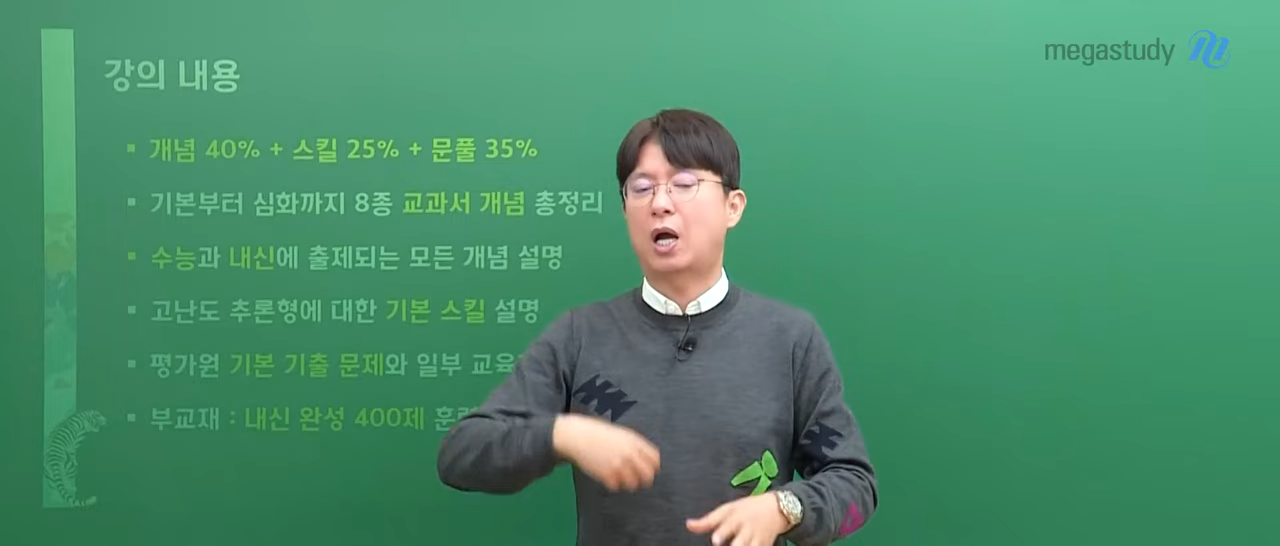 megastudy
강의 내용
▪ 개념 40% + 스킬 25% + 문풀 35%
▪ 기본부터 심화까지 8종 교과서 개념 총정리
▪ 수능과 내신에 출제되는 모든 개념 설명
▪ 고난도 추론형에 대한 기본 스킬 설명
▪ 평가원 기본 기출 문제와 일부 교육
▪ 부교재 : 내신 완성 400제